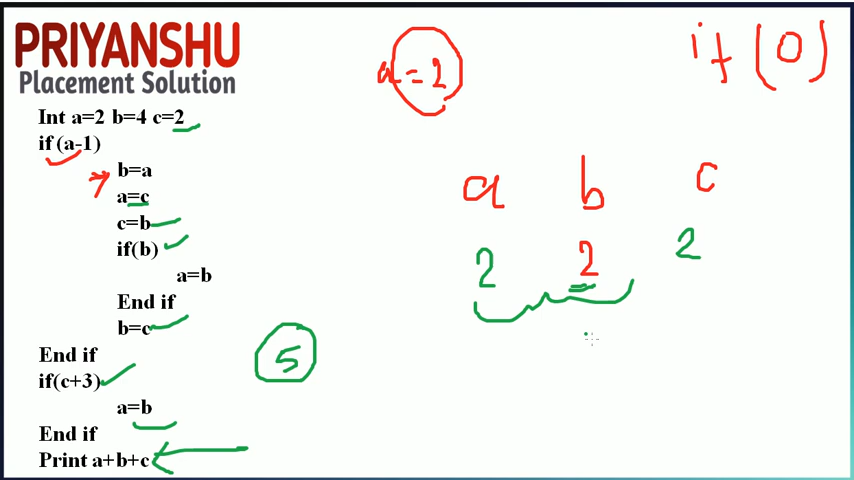 PRIYANSHU
Placement Solution
Int a=2 b=4 c=2
if (a-1)
b=a
a=c
c=b
if(b)
a=b
End if
b=c
End if
if(c+3)
a=b
End if
Print a+b+c
a=2
if (0)
a b c
2 2 2
5